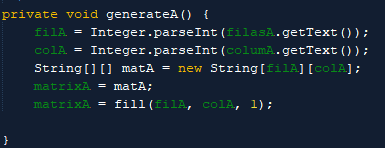 private void generateA() {
filA = Integer.parseInt(filasA.getText());
colA = Integer.parseInt(columA.getText());
String[][] matA = new String[filA][colA];
matrixA = matA;
matrixA = fill(filA, colA, 1);
}